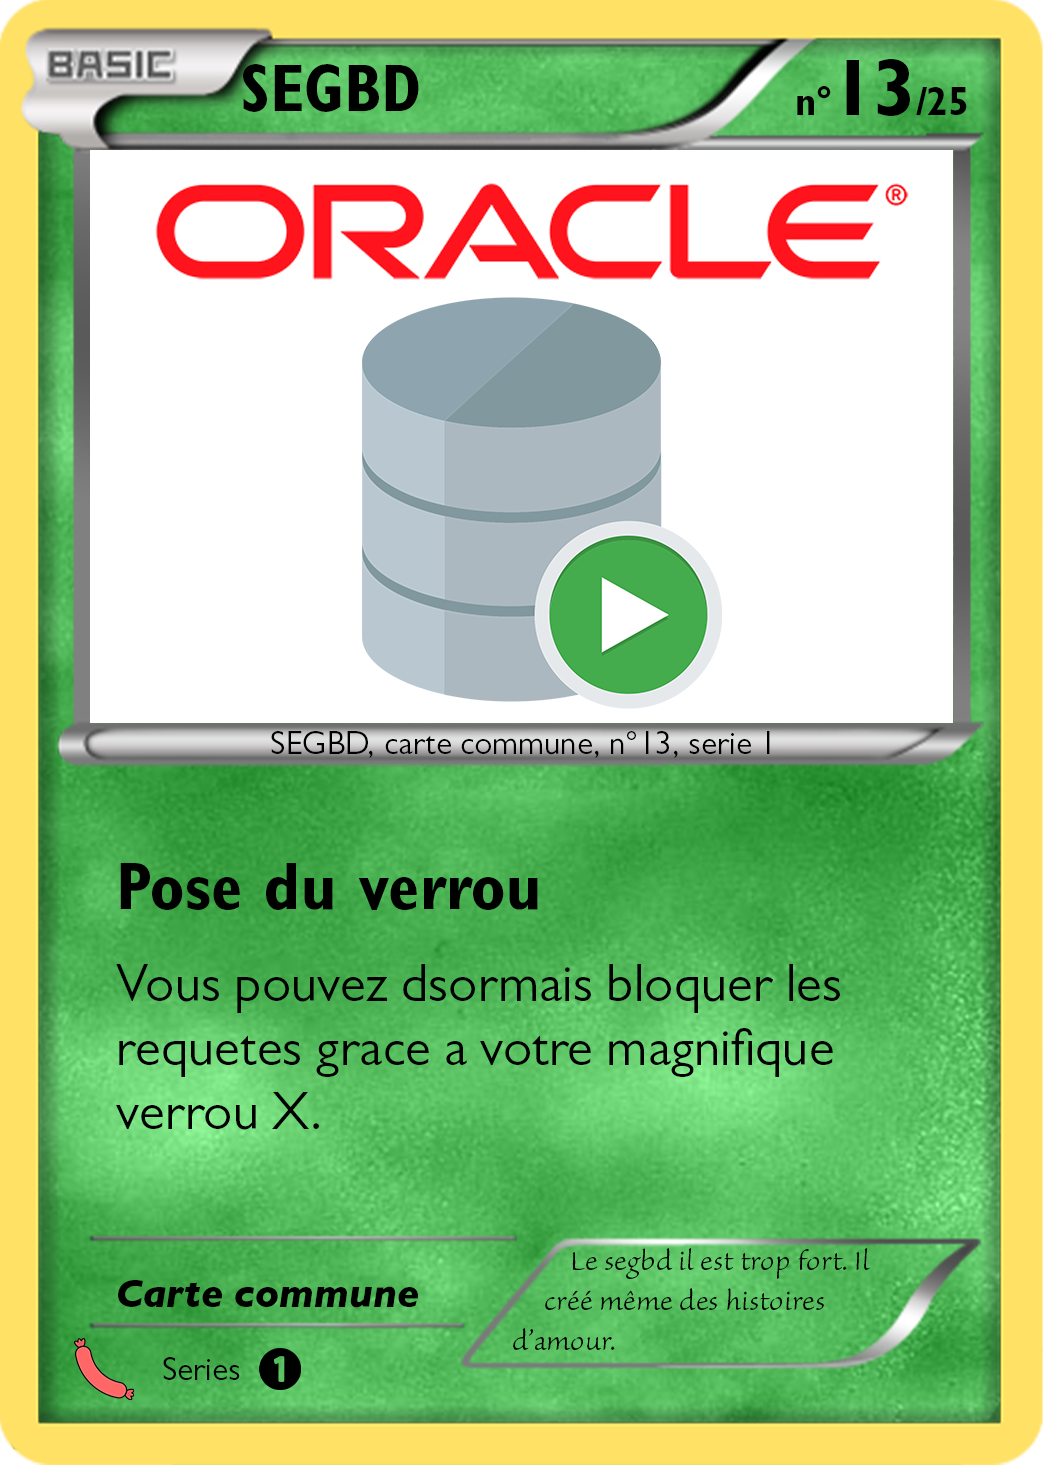 BASIC
SEGBD
n°13/25
ORACLE®
SEGBD, carte commune, n°13, serie 1
Pose du verrou
Vous pouvez dsormais bloquer les
requetes grace a votre magnifique
verrou X.
Le segbd il est trop fort. Il
créé même des histoires
d’amour.
Carte commune
Series 1